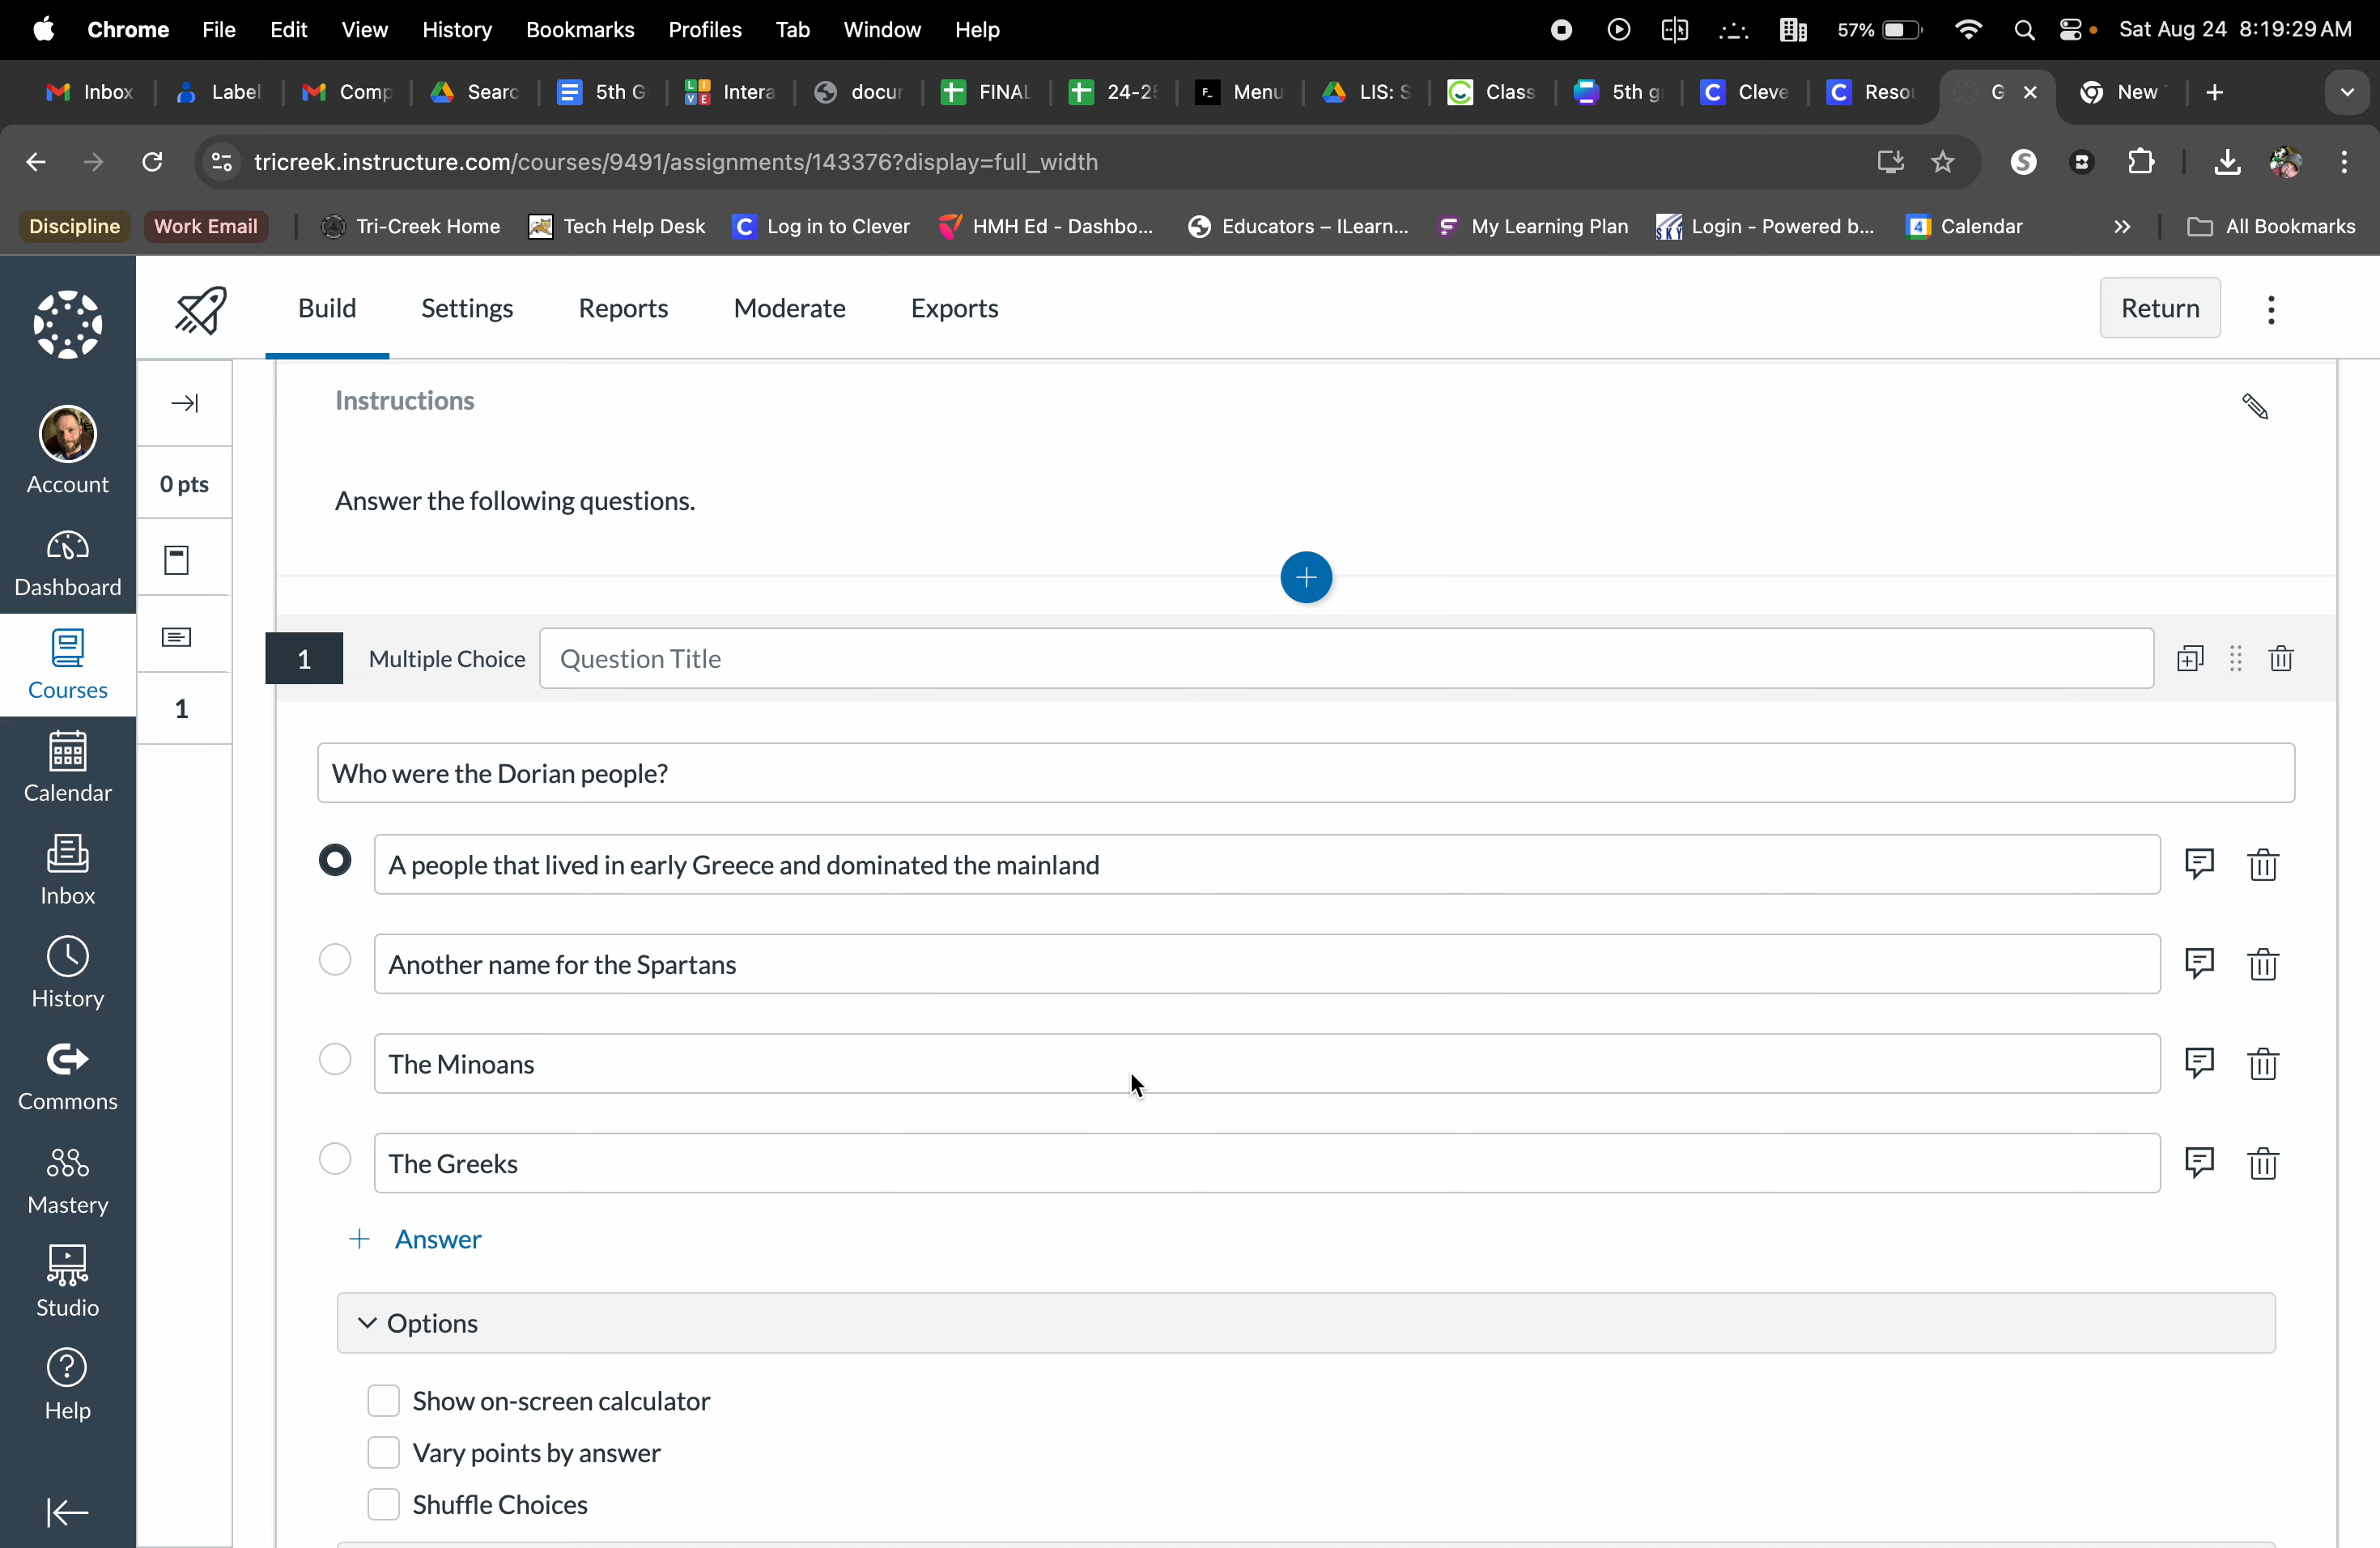 Chrome File Edit View History Bookmarks Profiles Tab Window Help 57% Sat Aug 24 8:19:29 AM
Inbox Label Comp Searc 5th G Intera docur FINAL 24-25 Menu LIS: S Class 5th g Cleve Resou G New
tricreek.instructure.com/courses/9491/assignments/143376?display=full_width
Discipline Work Email Tri-Creek Home Tech Help Desk Log in to Clever HMH Ed - Dashbo... Educators – ILearn... My Learning Plan Login - Powered b... Calendar All Bookmarks
Build Settings Reports Moderate Exports Return
Account
Dashboard
Courses
Calendar
Inbox
History
Commons
Mastery
Studio
Help
0 pts
1
Instructions
Answer the following questions.
1 Multiple Choice Question Title
Who were the Dorian people?
A people that lived in early Greece and dominated the mainland
Another name for the Spartans
The Minoans
The Greeks
+ Answer
Options
Show on-screen calculator
Vary points by answer
Shuffle Choices